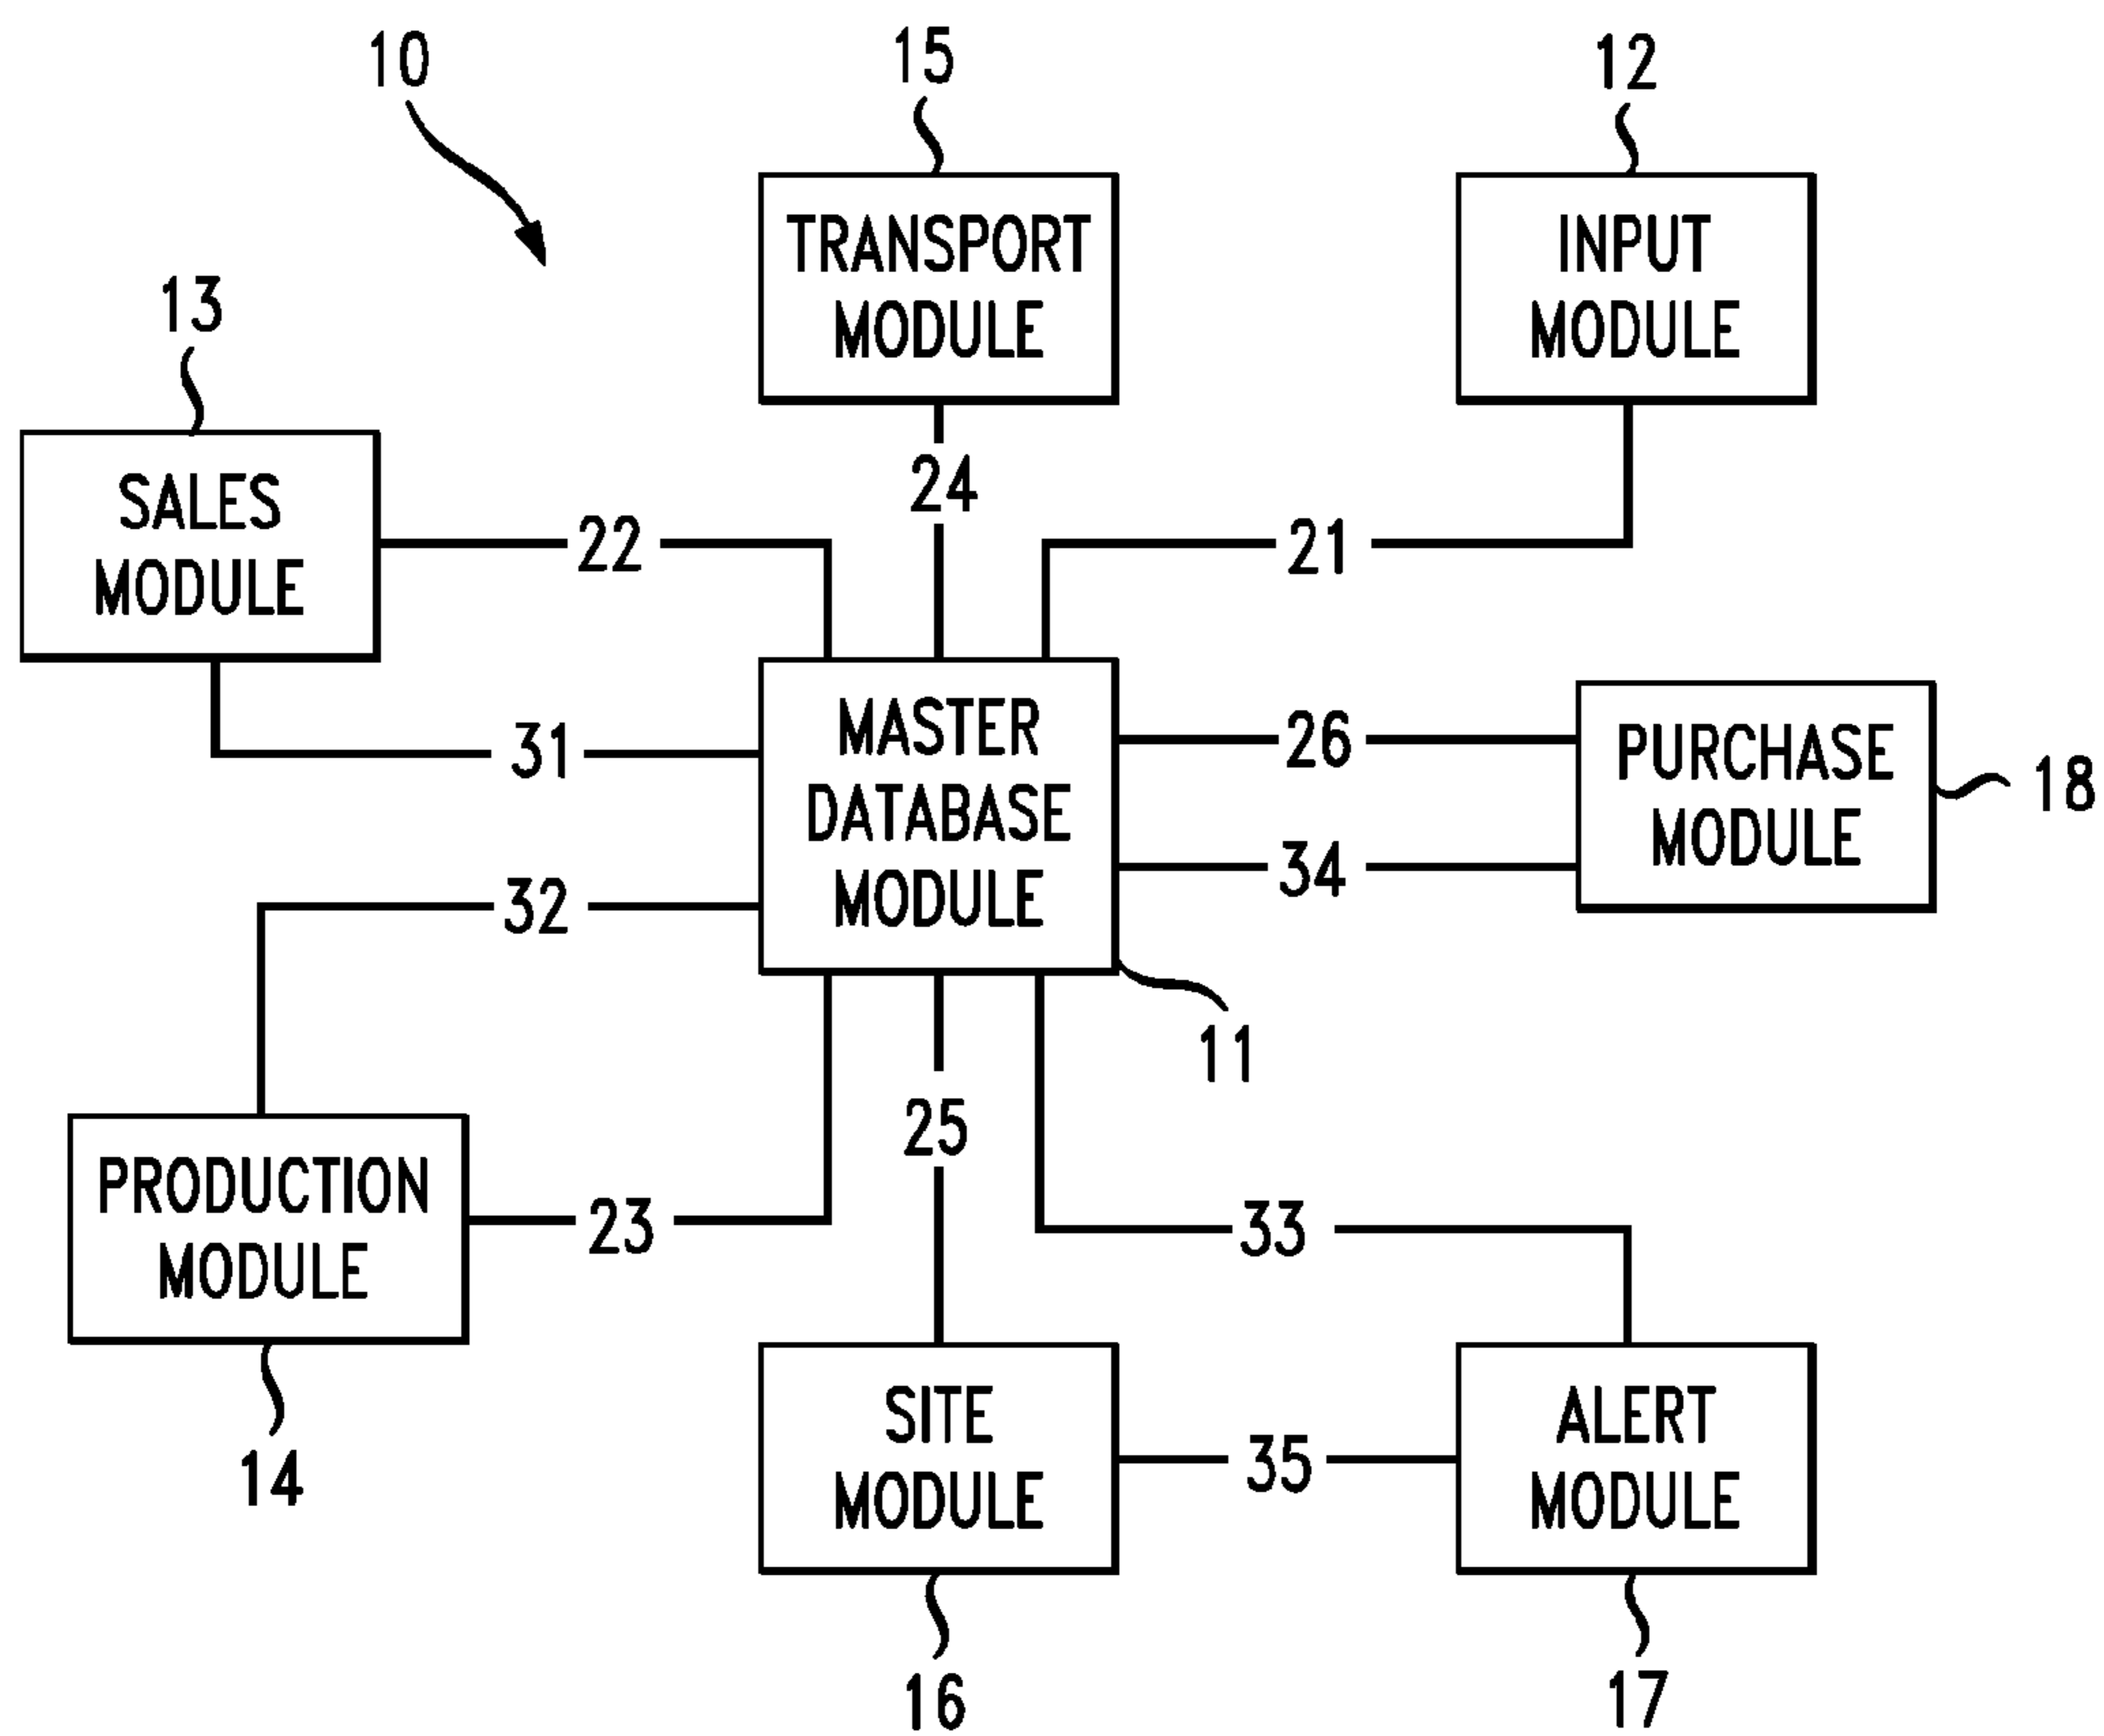 10
15
12
TRANSPORT
MODULE
INPUT
MODULE
13
SALES
MODULE
24
22
21
MASTER
DATABASE
MODULE
31
26
PURCHASE
MODULE
18
34
32
11
25
PRODUCTION
MODULE
23
33
14
SITE
MODULE
35
ALERT
MODULE
16
17